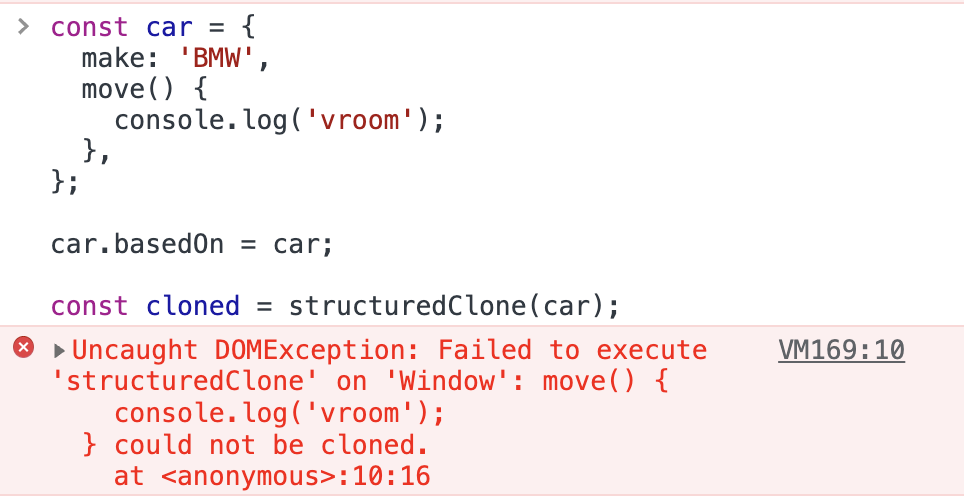 > const car = {
  make: 'BMW',
  move() {
    console.log('vroom');
  },
};
car.basedOn = car;
const cloned = structuredClone(car);
Uncaught DOMException: Failed to execute VM169:10
'structuredClone' on 'Window': move() {
    console.log('vroom');
  } could not be cloned.
    at <anonymous>:10:16